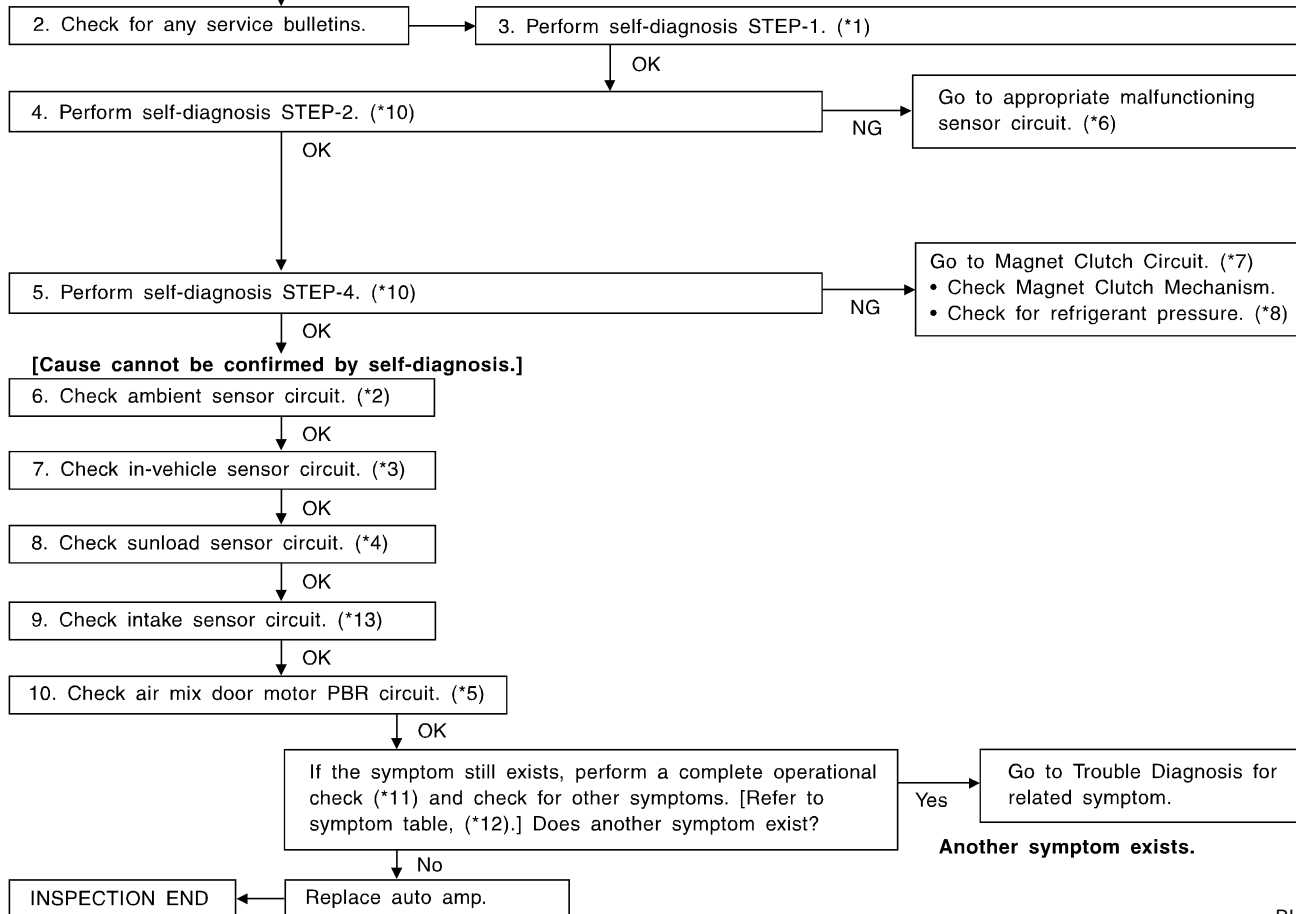 2. Check for any service bulletins.
3. Perform self-diagnosis STEP-1. (*1)
OK
4. Perform self-diagnosis STEP-2. (*10)
NG
Go to appropriate malfunctioning
sensor circuit. (*6)
OK
5. Perform self-diagnosis STEP-4. (*10)
NG
Go to Magnet Clutch Circuit. (*7)
• Check Magnet Clutch Mechanism.
• Check for refrigerant pressure. (*8)
OK
[Cause cannot be confirmed by self-diagnosis.]
6. Check ambient sensor circuit. (*2)
OK
7. Check in-vehicle sensor circuit. (*3)
OK
8. Check sunload sensor circuit. (*4)
OK
9. Check intake sensor circuit. (*13)
OK
10. Check air mix door motor PBR circuit. (*5)
OK
If the symptom still exists, perform a complete operational
check (*11) and check for other symptoms. [Refer to
symptom table, (*12).] Does another symptom exist?
Yes
Go to Trouble Diagnosis for
related symptom.
Another symptom exists.
No
Replace auto amp.
INSPECTION END